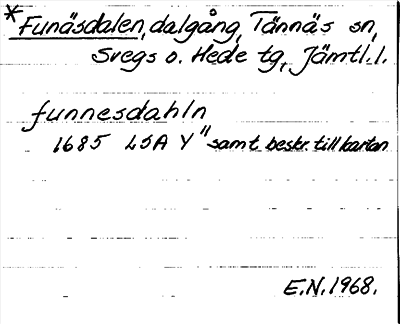 * Funäsdalen, dalgång, Tännäs sn,
Svegs o. Hede tg, Jämtl.l.
funnesdahln
1685 LSA Y" samt beskr. till kartan
E.N. 1968.